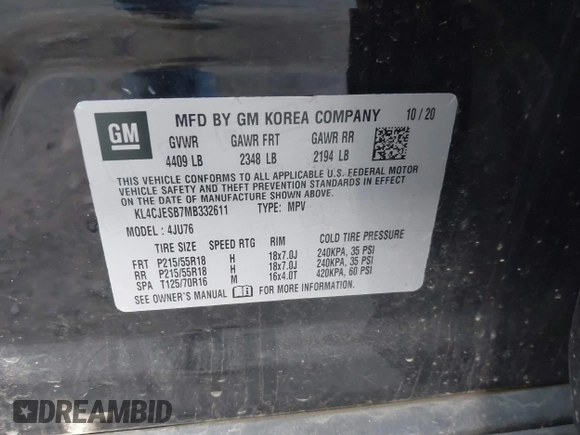 GM
MFD BY GM KOREA COMPANY 10 / 20
GVWR GAWR FRT GAWR RR
4409 LB 2348 LB 2194 LB
THIS VEHICLE CONFORMS TO ALL APPLICABLE U.S. FEDERAL MOTOR
VEHICLE SAFETY, BUMPER, AND THEFT PREVENTION STANDARDS IN
EFFECT ON THE DATE OF MANUFACTURE SHOWN ABOVE.
KL4CJESB7MB332611 TYPE: MPV
MODEL : 4JU76
TIRE SIZE SPEED RTG RIM COLD TIRE PRESSURE
FRT P215/55R18 H 18x7.0J 240KPA, 35 PSI
RR P215/55R18 H 18x7.0J 240KPA, 35 PSI
SPA T125/70R16 M 16x4.0T 420KPA, 60 PSI
SEE OWNER'S MANUAL FOR MORE INFORMATION
DREAMBID